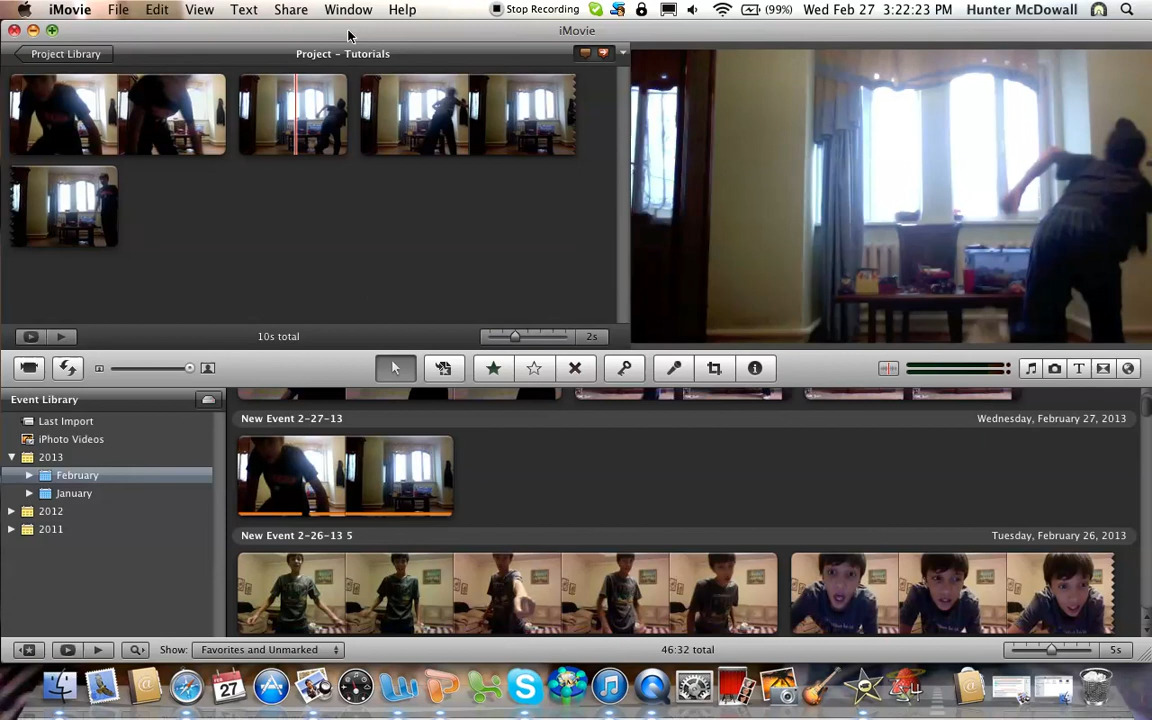 iMovie File Edit View Text Share Window Help Stop Recording (99%) Wed Feb 27 3:22:23 PM Hunter McDowall
iMovie
Project Library Project - Tutorials
10s total 2s
Event Library
Last Import
iPhoto Videos
2013
February
January
2012
2011
New Event 2-27-13 Wednesday, February 27, 2013
New Event 2-26-13 5 Tuesday, February 26, 2013
Show: Favorites and Unmarked 46:32 total 5s
FEB
27